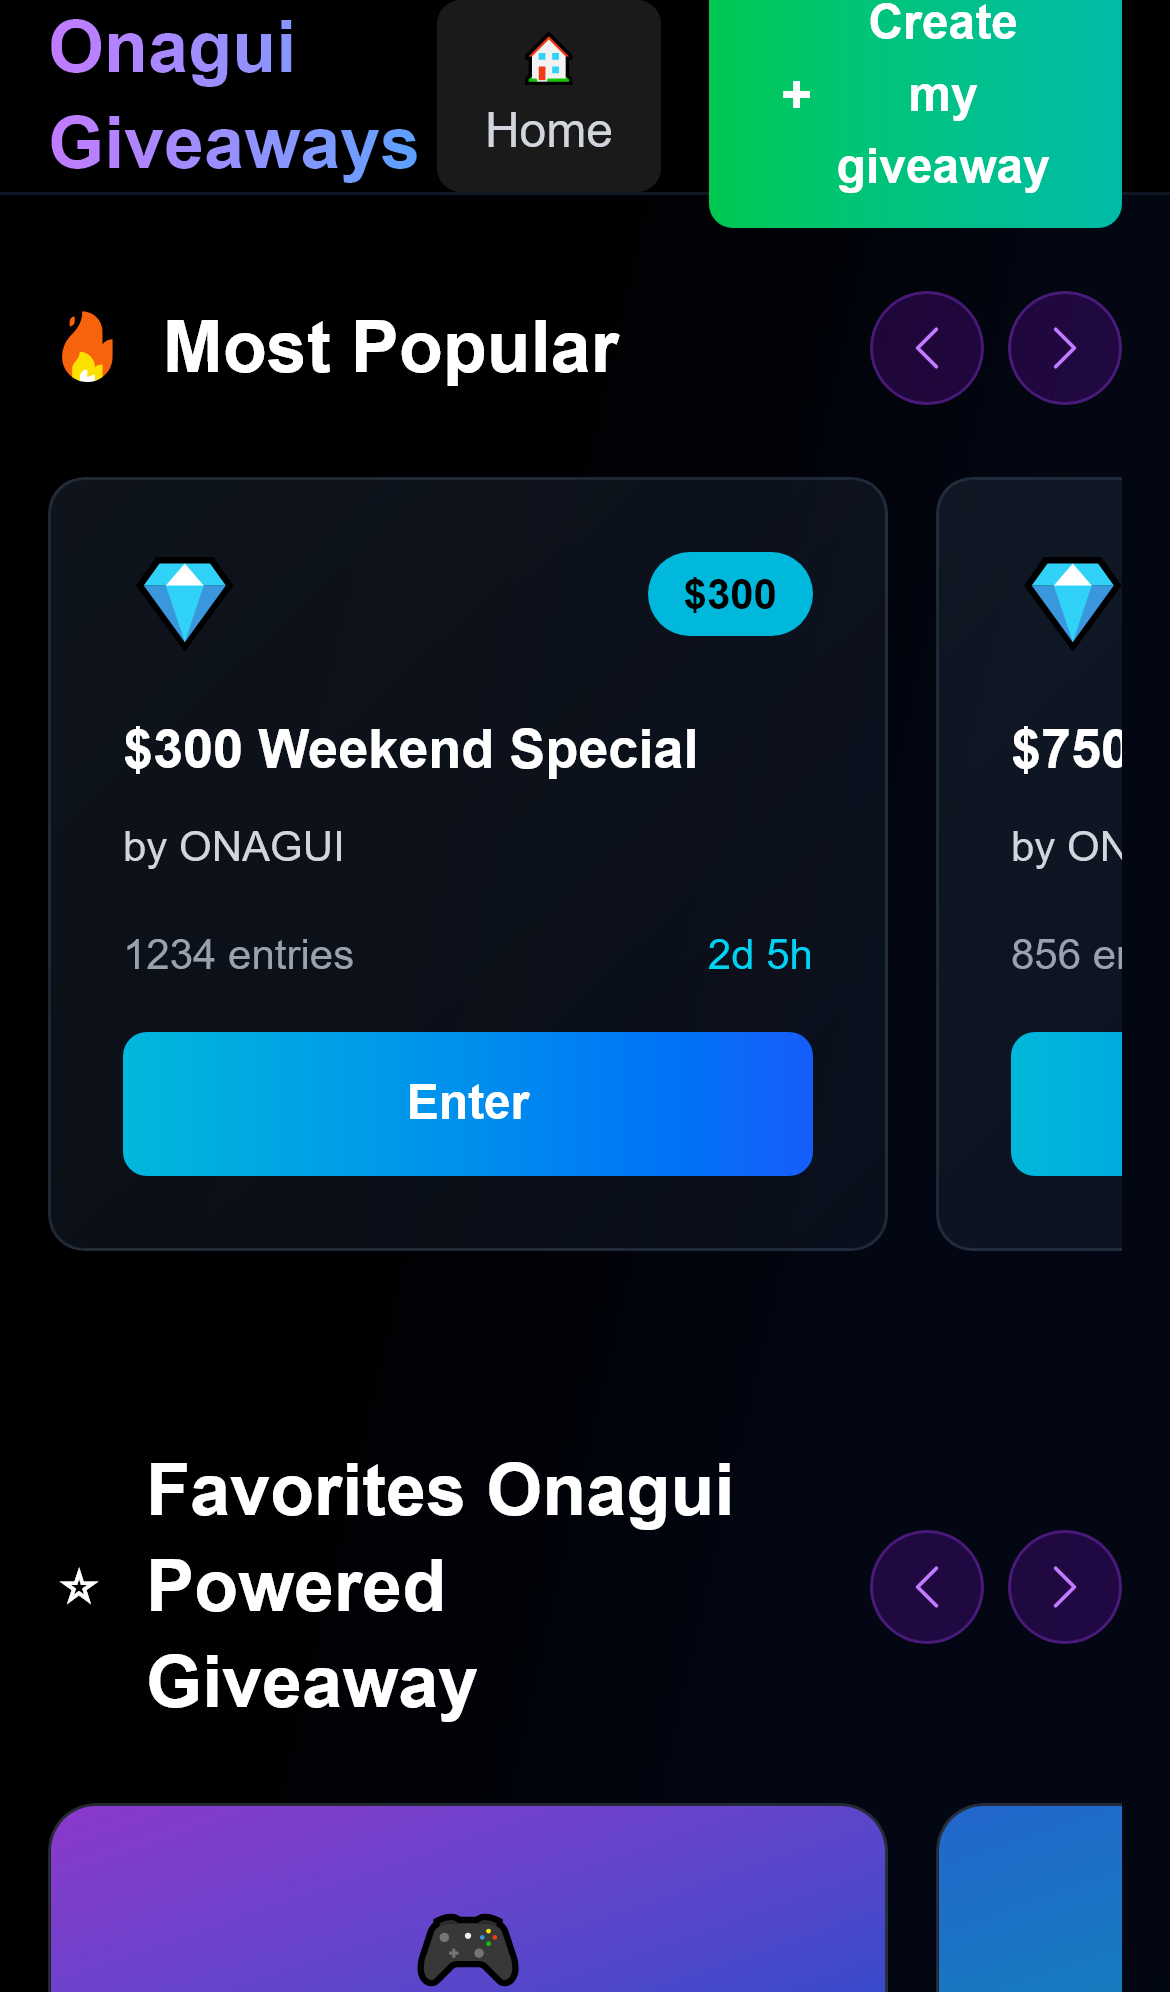 Onagui
Giveaways
Home
+
Create
my
giveaway
Most Popular
$300
$300 Weekend Special
by ONAGUI
1234 entries
2d 5h
Enter
$750
by ON
856 e
Favorites Onagui
Powered
Giveaway